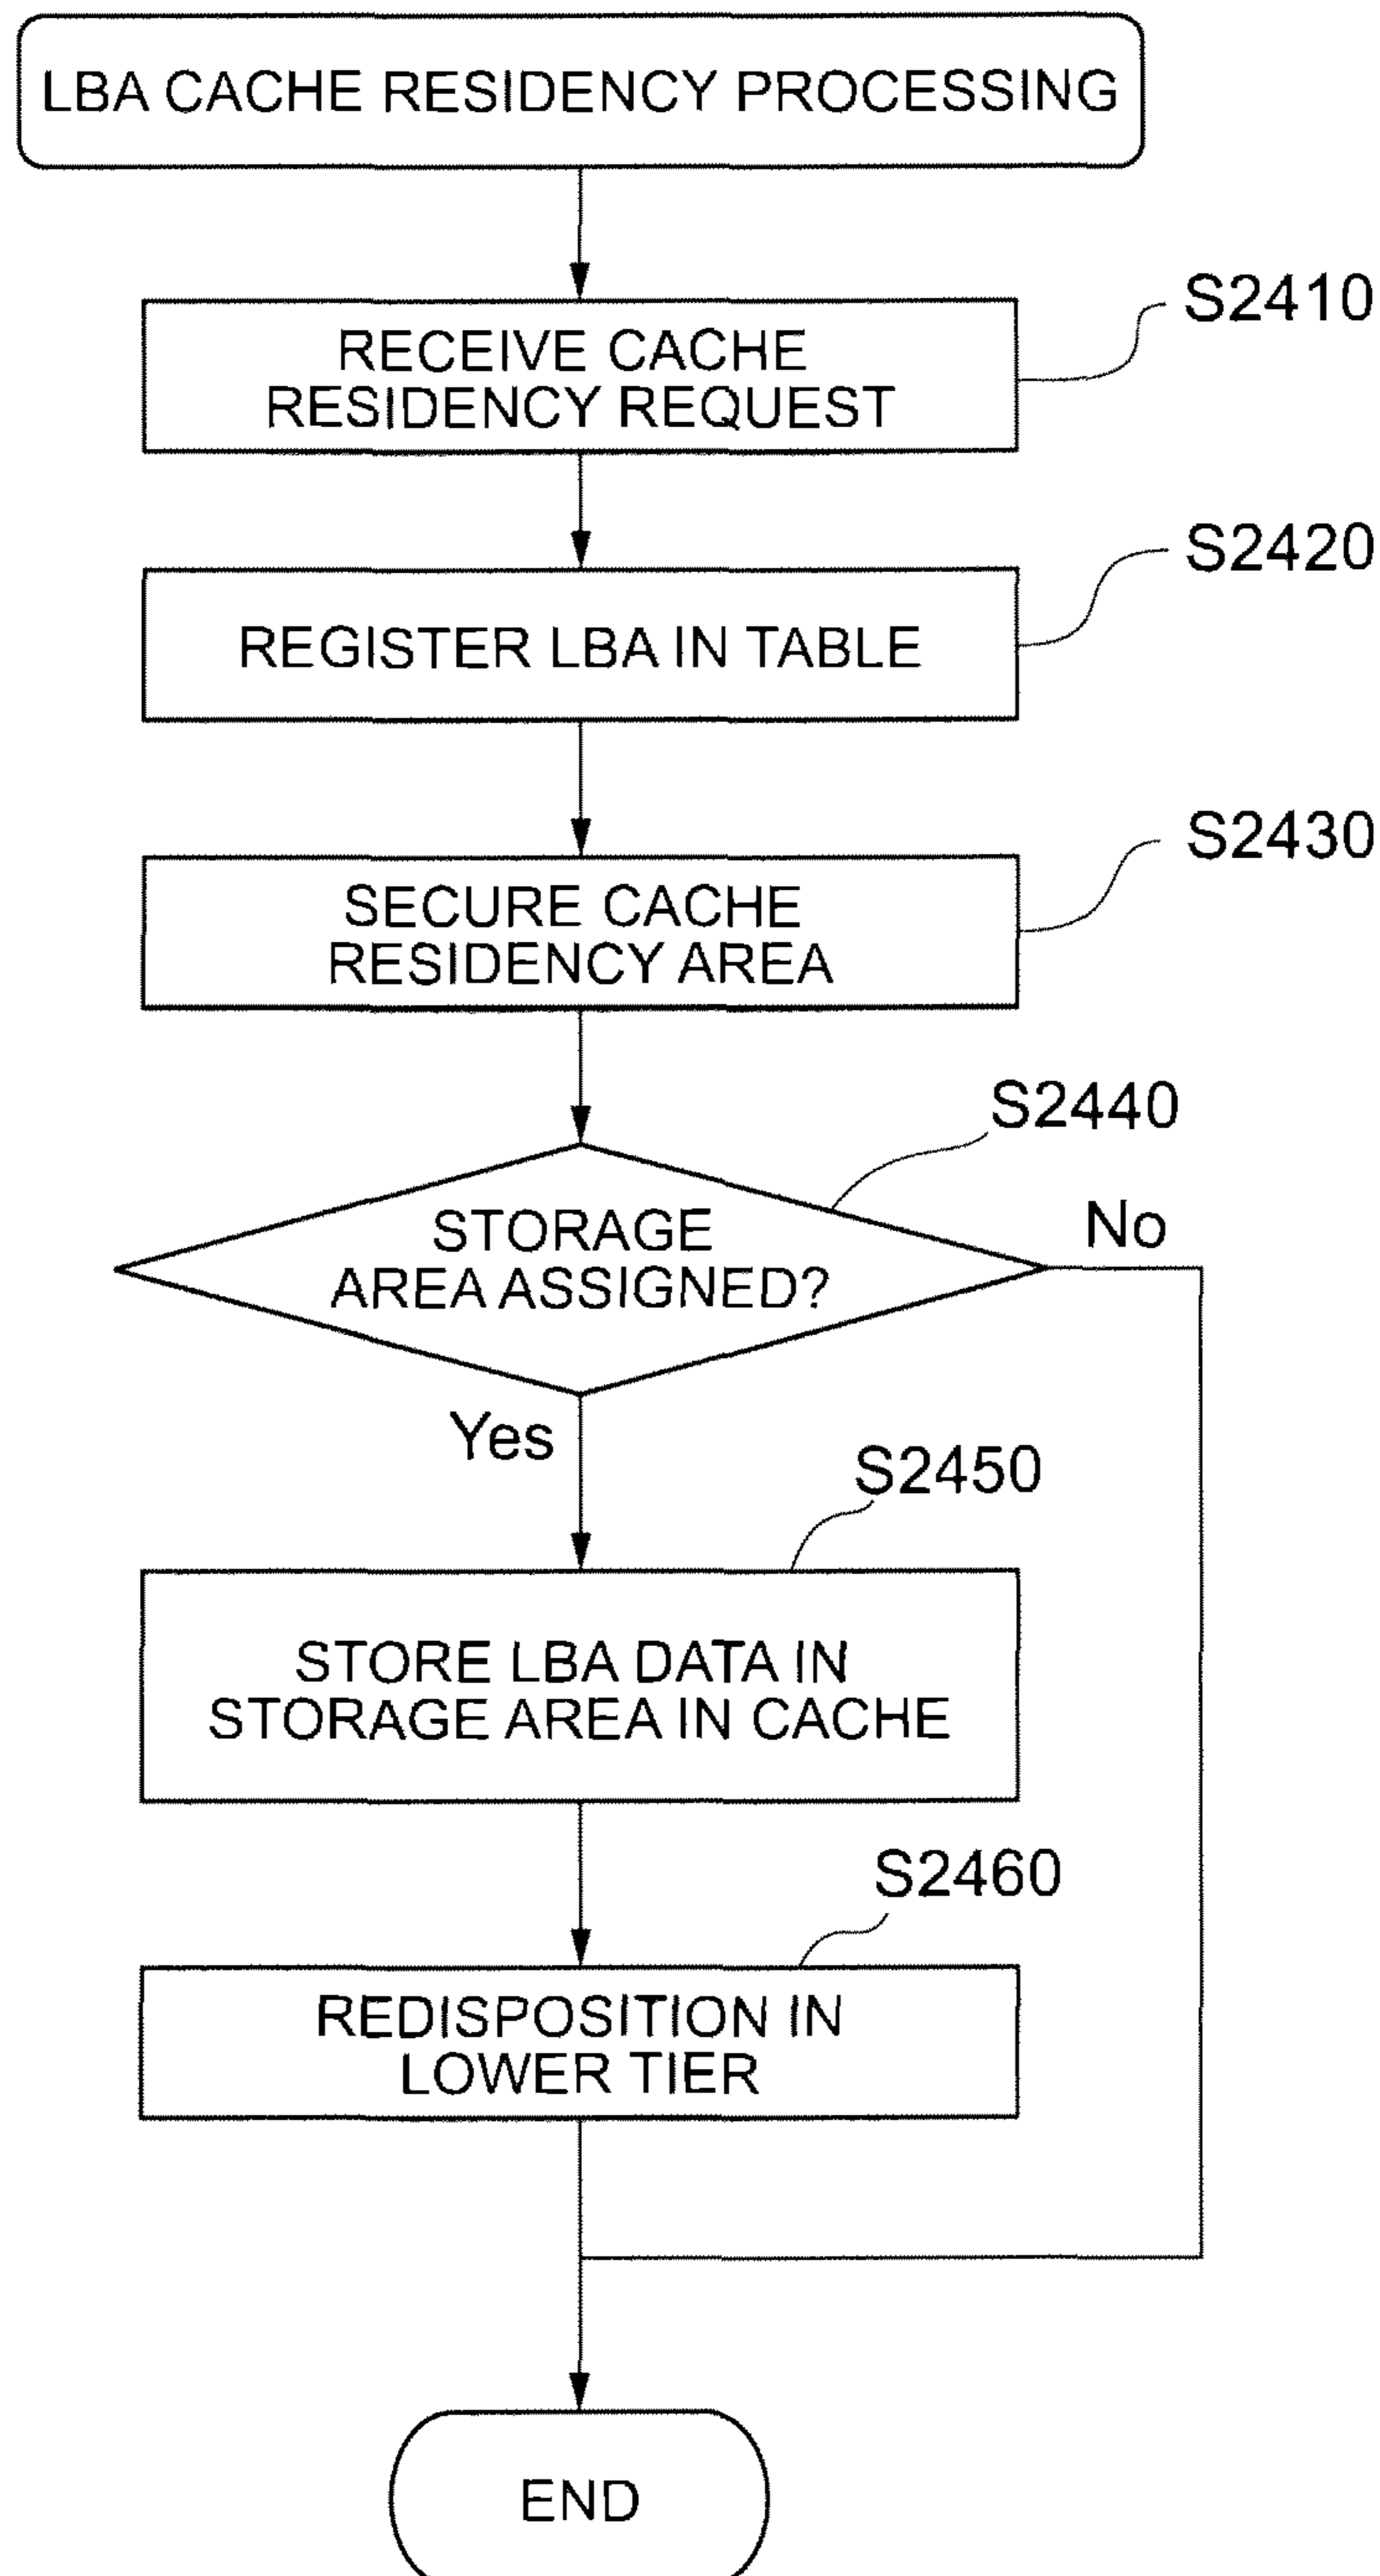 LBA CACHE RESIDENCY PROCESSING
RECEIVE CACHE
RESIDENCY REQUEST
S2410
REGISTER LBA IN TABLE
S2420
SECURE CACHE
RESIDENCY AREA
S2430
STORAGE
AREA ASSIGNED?
S2440
No
Yes
STORE LBA DATA IN
STORAGE AREA IN CACHE
S2450
REDISPOSITION IN
LOWER TIER
S2460
END